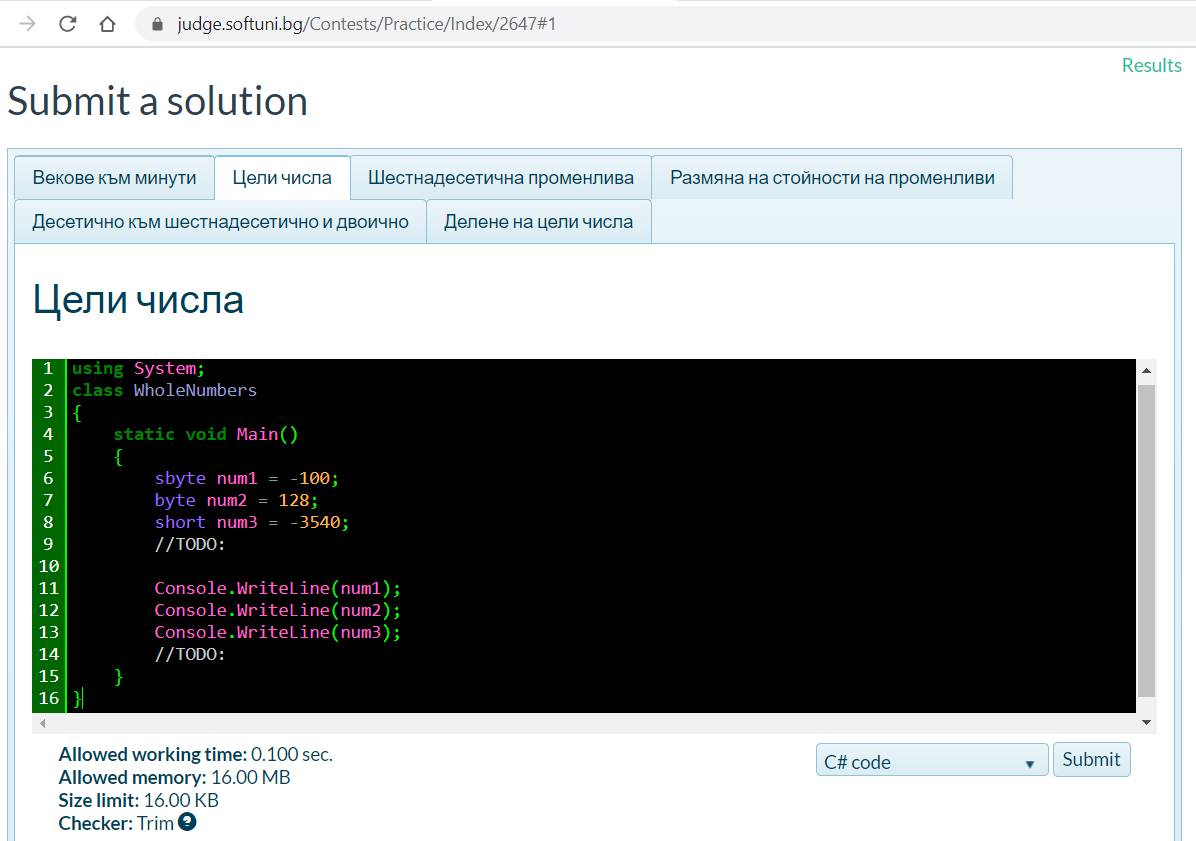 judge.softuni.bg/Contests/Practice/Index/2647#1
Results
Submit a solution
Векове към минути
Цели числа
Шестнадесетична променлива
Размяна на стойности на променливи
Десетично към шестнадесетично и двоично
Делене на цели числа
Цели числа
1 using System;
2 class WholeNumbers
3 {
4     static void Main()
5     {
6         sbyte num1 = -100;
7         byte num2 = 128;
8         short num3 = -3540;
9         //TODO:
10
11         Console.WriteLine(num1);
12         Console.WriteLine(num2);
13         Console.WriteLine(num3);
14         //TODO:
15     }
16 }
Allowed working time: 0.100 sec.
Allowed memory: 16.00 MB
Size limit: 16.00 KB
Checker: Trim ?
C# code
Submit